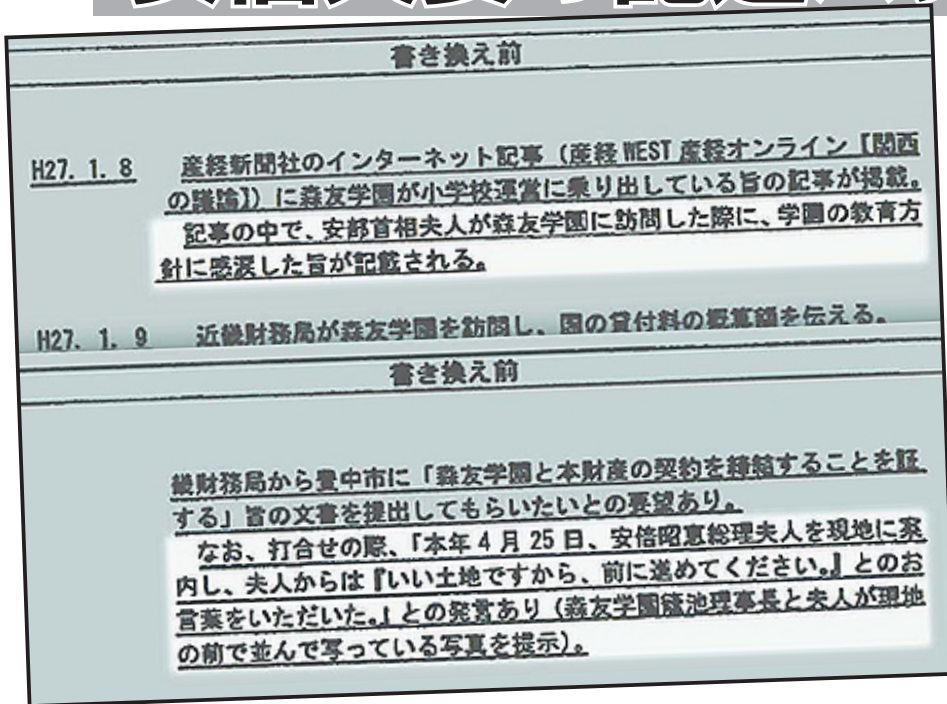 書き換え前
H27. 1. 8 産経新聞社のインターネット記事（産経WEST 産経オンライン【関西
の議論】）に森友学園が小学校運営に乗り出している旨の記事が掲載。
記事の中で、安部首相夫人が森友学園に訪問した際に、学園の教育方
針に感涙した旨が記載される。
H27. 1. 9 近畿財務局が森友学園を訪問し、国の貸付料の概算額を伝える。
書き換え前
畿財務局から豊中市に「森友学園と本財産の契約を締結することを証
する」旨の文書を提出してもらいたいとの要望あり。
なお、打合せの際、「本年４月25日、安倍昭恵総理夫人を現地に案
内し、夫人からは『いい土地ですから、前に進めてください。』とのお
言葉をいただいた。」との発言あり（森友学園籠池理事長と夫人が現地
の前で並んで写っている写真を提示）。